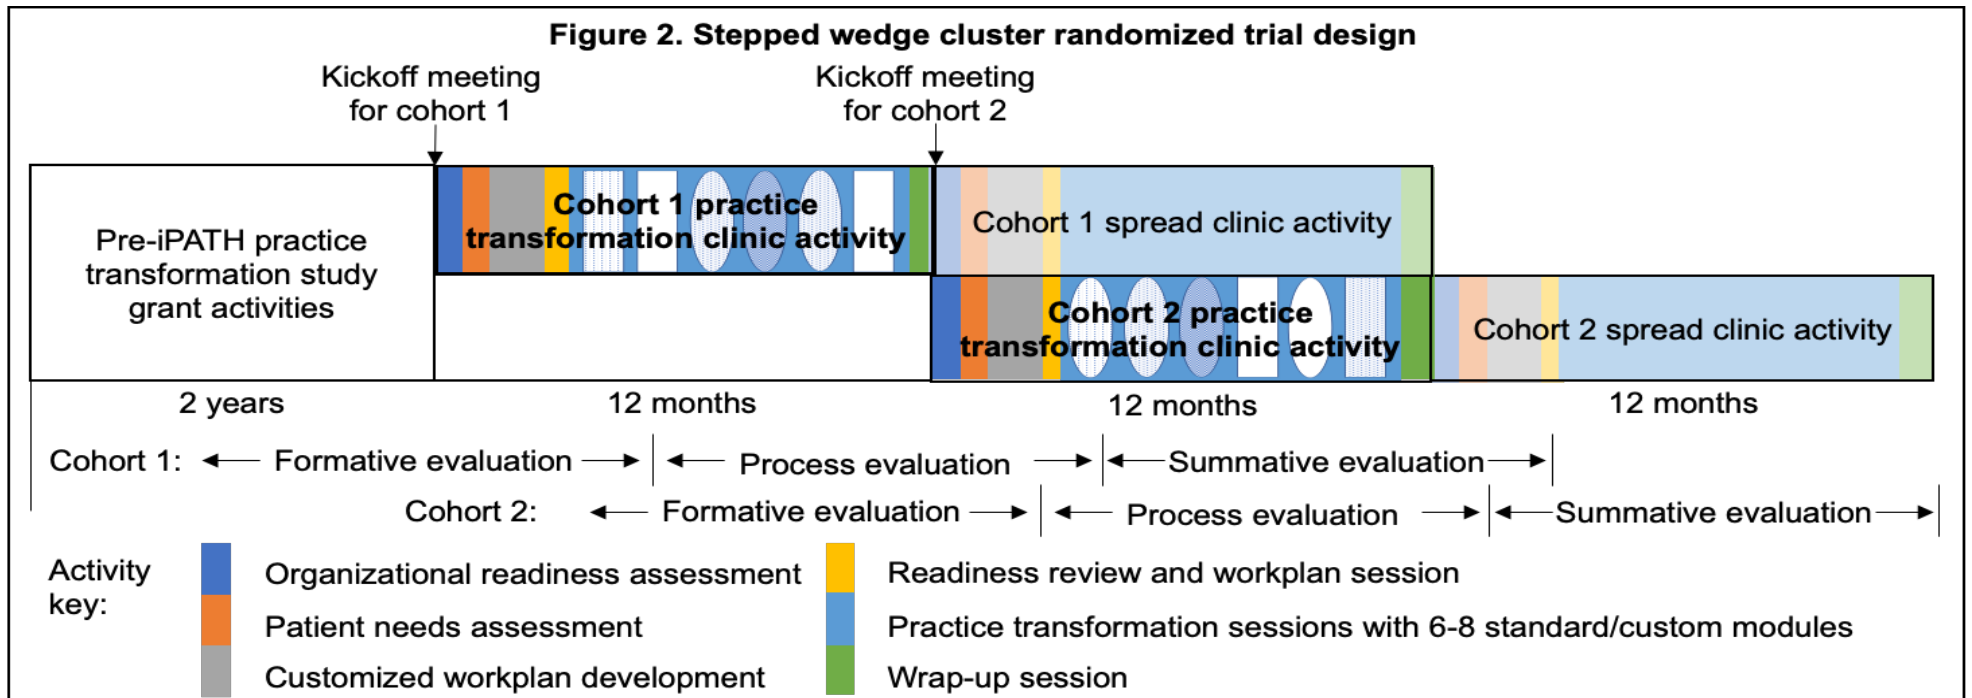 Figure 2. Stepped wedge cluster randomized trial design
Kickoff meeting
for cohort 1
Kickoff meeting
for cohort 2
Pre-iPATH practice
transformation study
grant activities
Cohort 1 practice
transformation clinic activity
Cohort 1 spread clinic activity
Cohort 2 practice
transformation clinic activity
Cohort 2 spread clinic activity
2 years
12 months
12 months
12 months
Cohort 1:
Formative evaluation
Process evaluation
Summative evaluation
Cohort 2:
Formative evaluation
Process evaluation
Summative evaluation
Activity
key:
Organizational readiness assessment
Patient needs assessment
Customized workplan development
Readiness review and workplan session
Practice transformation sessions with 6-8 standard/custom modules
Wrap-up session